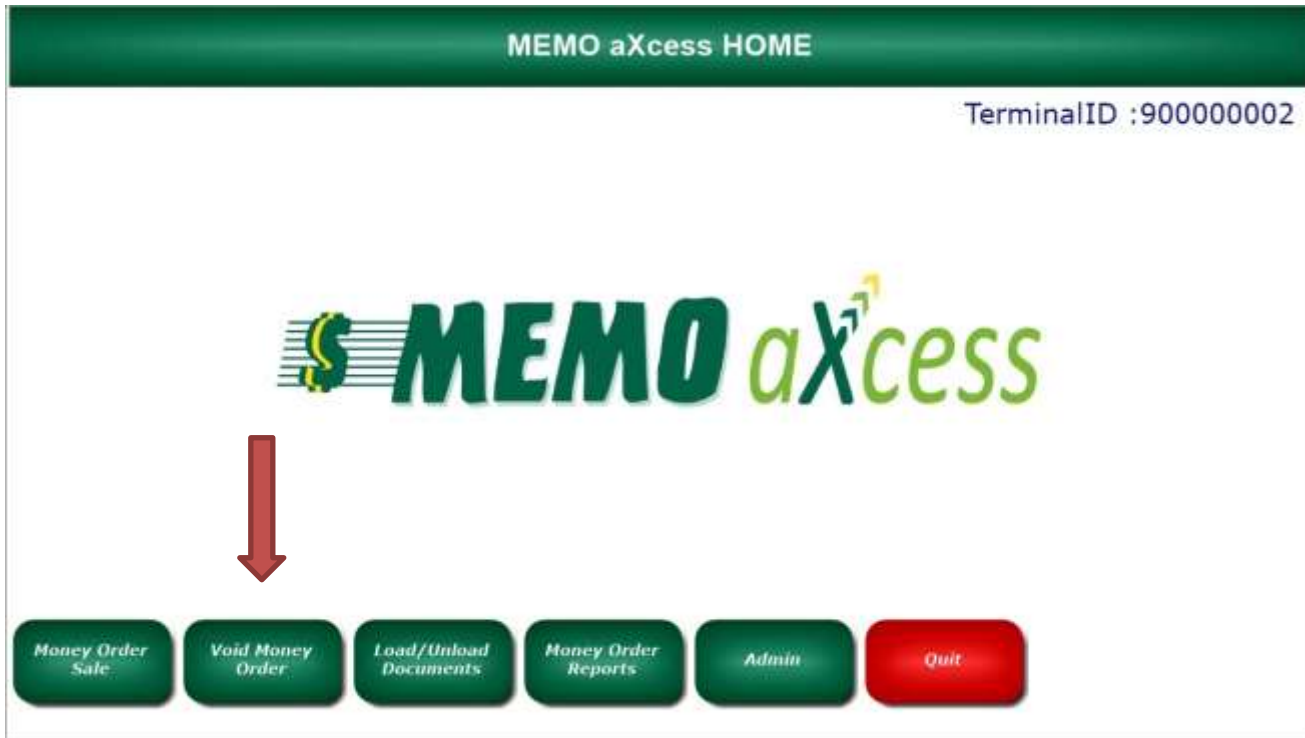 MEMO aXcess HOME
TerminalID :900000002
$ MEMO aXcess
Money Order
Sale
Void Money
Order
Load/Unload
Documents
Money Order
Reports
Admin
Quit